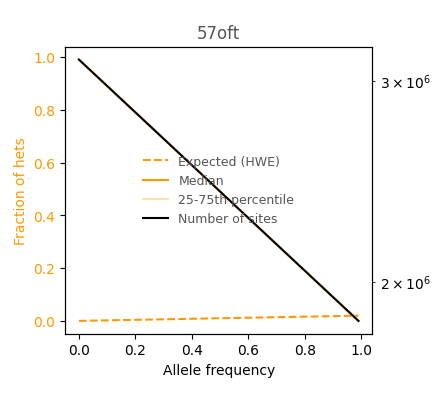 57oft
1.0
0.8
0.6
0.4
0.2
0.0
Fraction of hets
3 × 10⁶
2 × 10⁶
Expected (HWE)
Median
25-75th percentile
Number of sites
0.0 0.2 0.4 0.6 0.8 1.0
Allele frequency